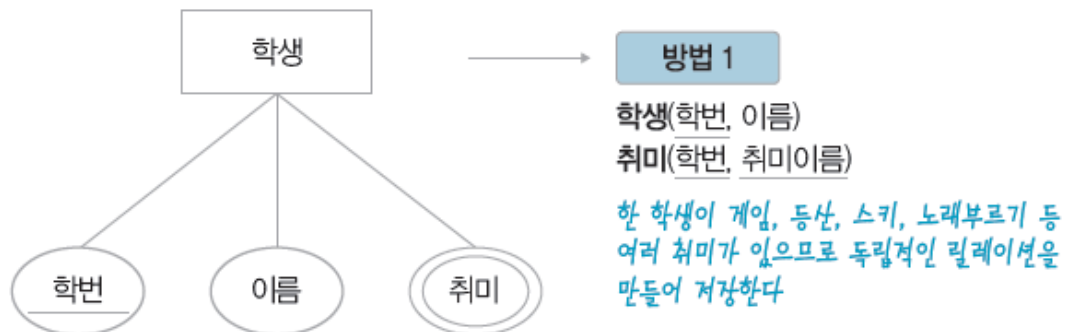 학생
방법 1
학생(학번, 이름)
취미(학번, 취미이름)
한 학생이 게임, 등산, 스키, 노래부르기 등
여러 취미가 있으므로 독립적인 릴레이션을
만들어 저장한다
학번
이름
취미